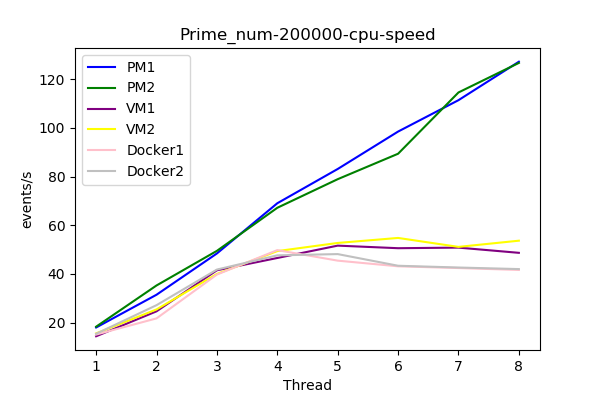 Prime_num-200000-cpu-speed
PM1
PM2
VM1
VM2
Docker1
Docker2
events/s
120
100
80
60
40
20
1 2 3 4 5 6 7 8
Thread